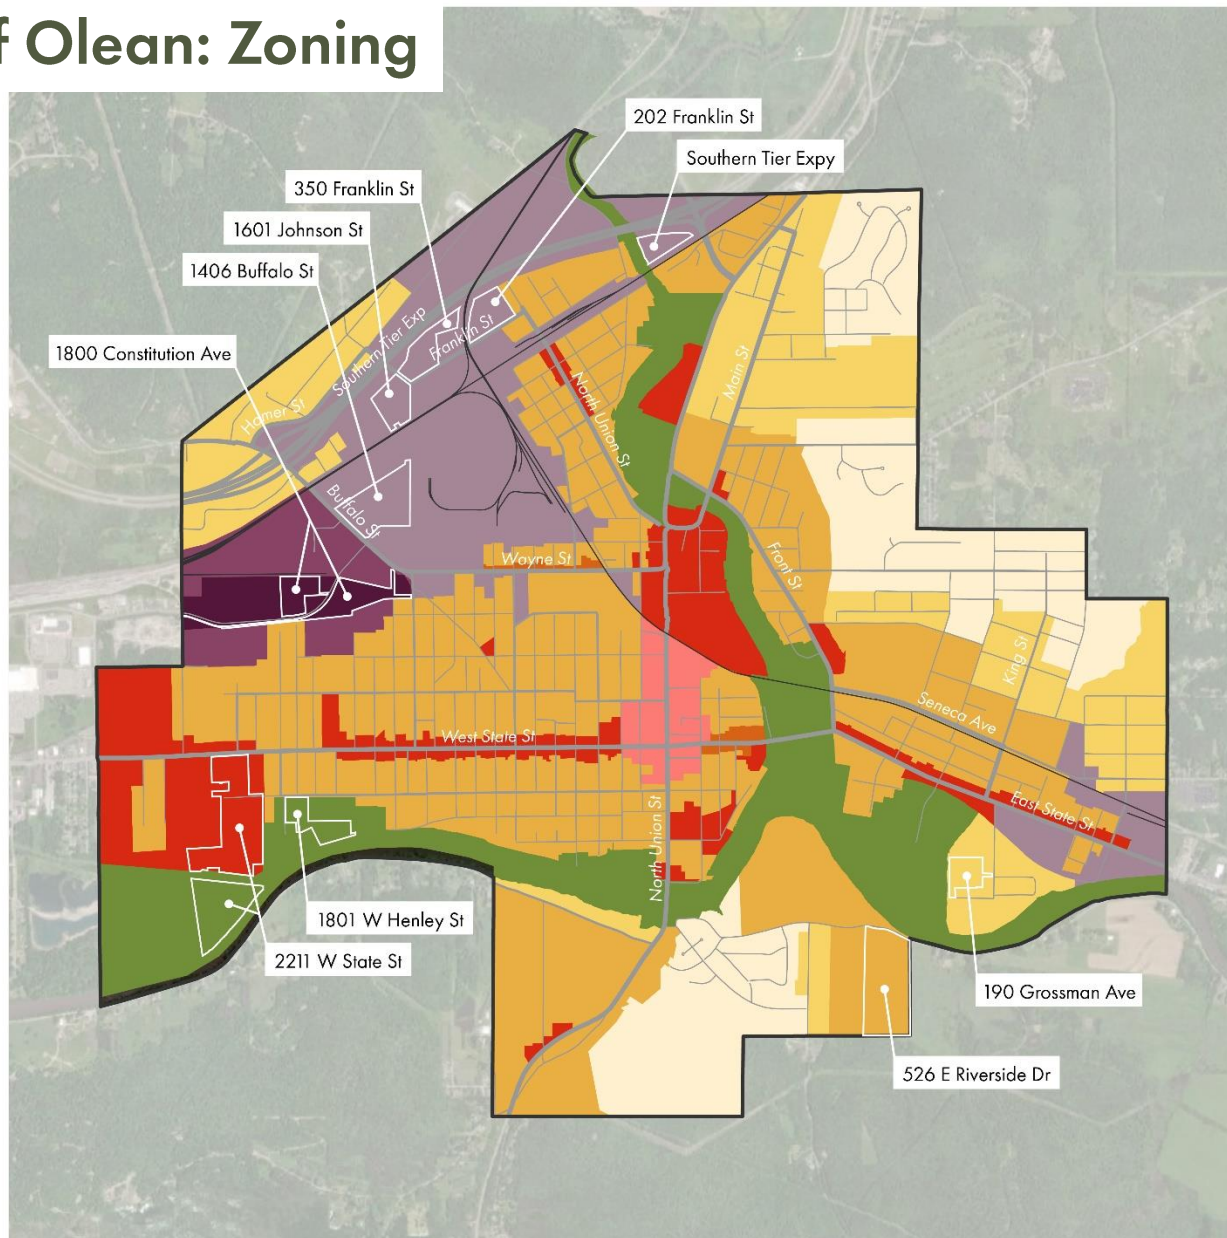 f Olean: Zoning
202 Franklin St
Southern Tier Expy
350 Franklin St
1601 Johnson St
1406 Buffalo St
1800 Constitution Ave
Southern Tier Exp
Franklin St
Homer St
Main St
North Union St
Buffalo St
Wayne St
Front St
King St
Seneca Ave
West State St
East State St
North Union St
1801 W Henley St
2211 W State St
190 Grossman Ave
526 E Riverside Dr